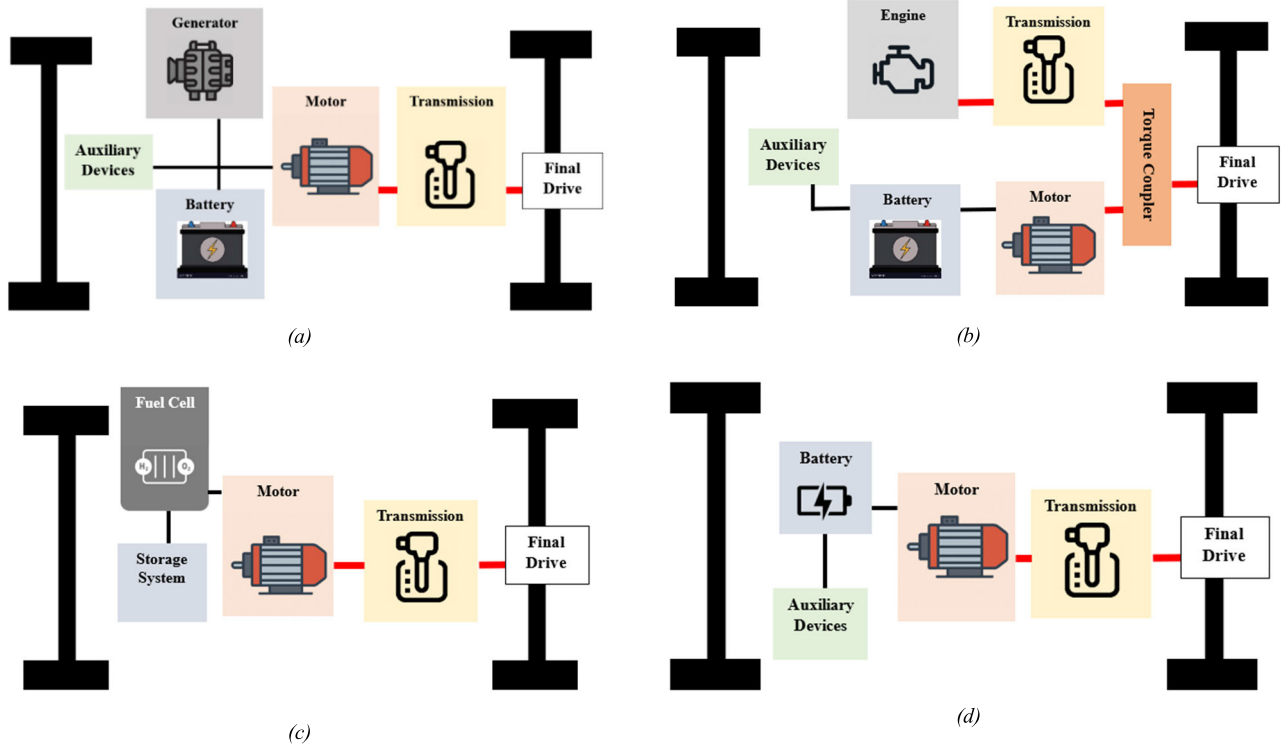 Generator
Motor
Transmission
Auxiliary
Devices
Final
Drive
Battery
(a)
Engine
Transmission
Torque Coupler
Auxiliary
Devices
Final
Drive
Battery
Motor
(b)
Fuel Cell
H₂
O₂
Motor
Transmission
Storage
System
Final
Drive
(c)
Battery
Motor
Transmission
Final
Drive
Auxiliary
Devices
(d)